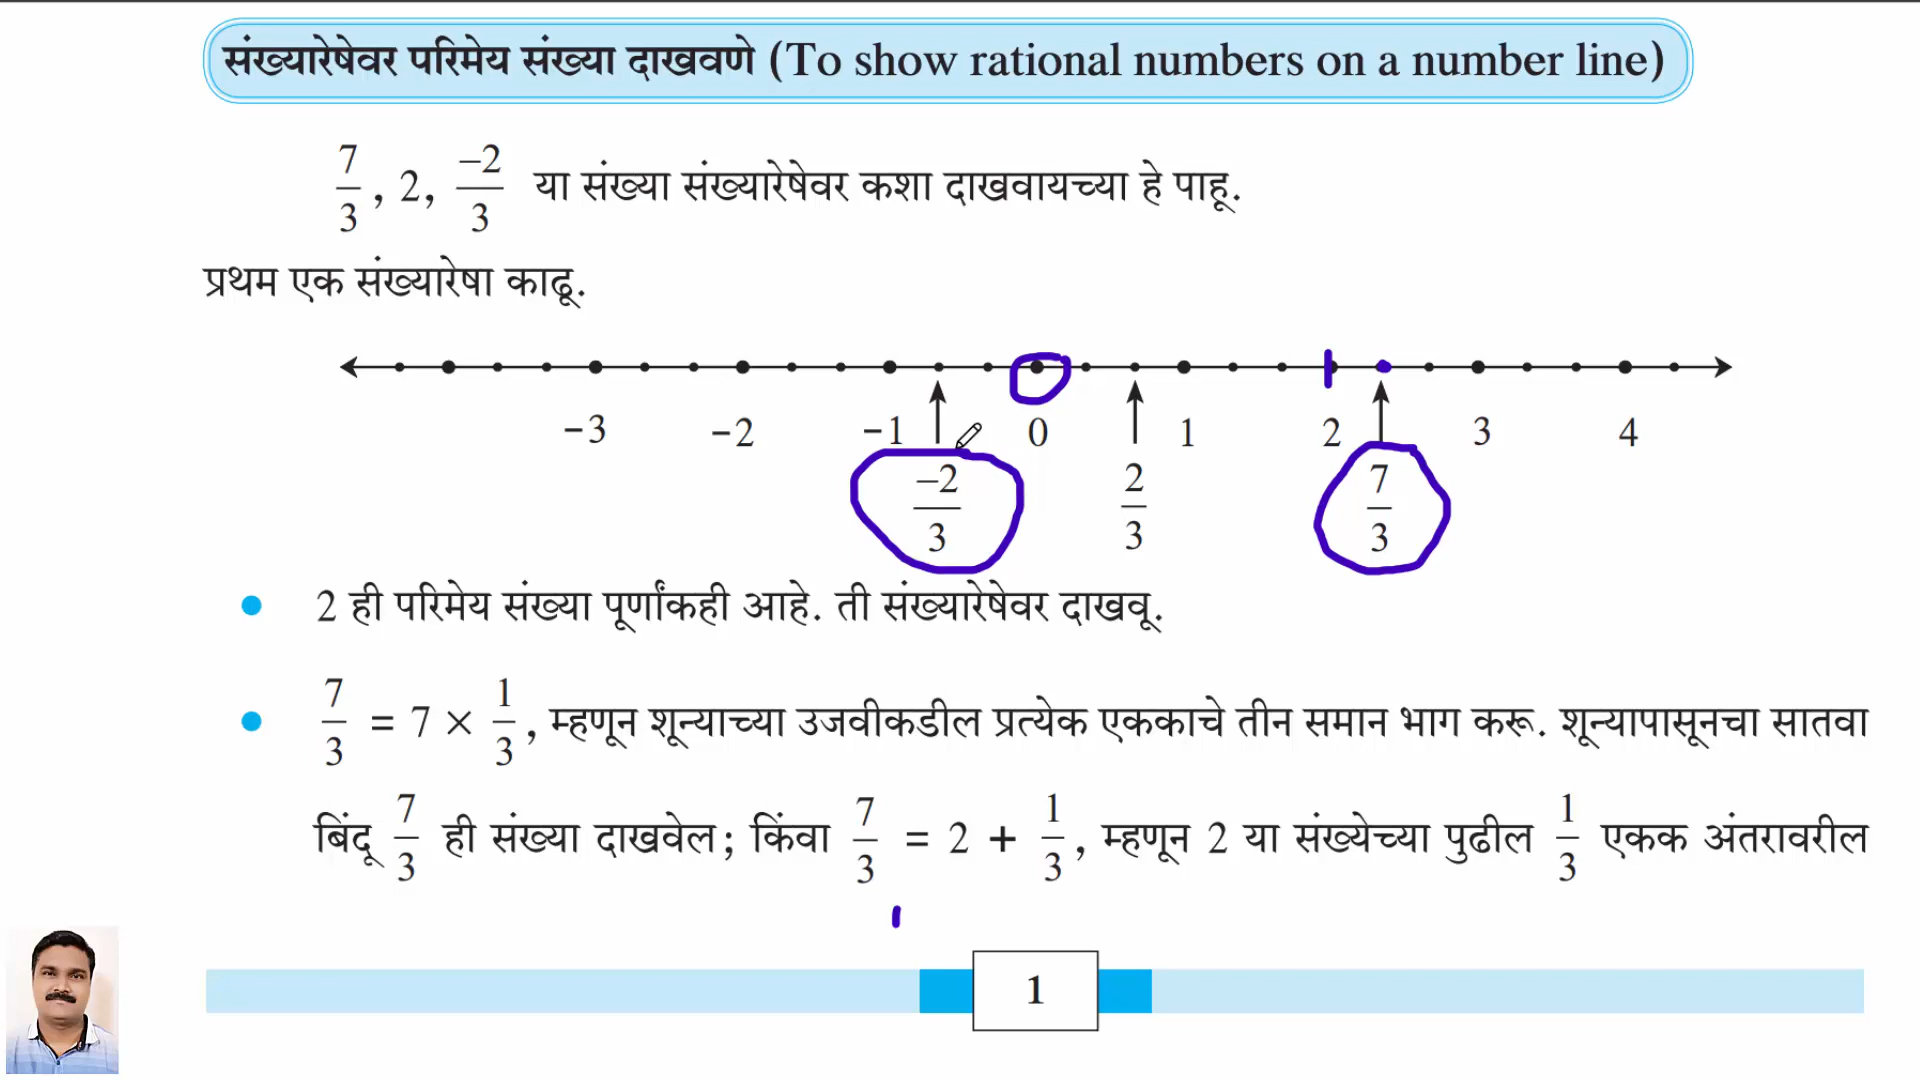 संख्यारेषेवर परिमेय संख्या दाखवणे (To show rational numbers on a number line)
7/3, 2, –2/3 या संख्या संख्यारेषेवर कशा दाखवायच्या हे पाहू.
प्रथम एक संख्यारेषा काढू.
–3 –2 –1 0 1 2 3 4
–2/3 2/3 7/3
• 2 ही परिमेय संख्या पूर्णांकही आहे. ती संख्यारेषेवर दाखवू.
• 7/3 = 7 × 1/3, म्हणून शून्याच्या उजवीकडील प्रत्येक एककाचे तीन समान भाग करू. शून्यापासूनचा सातवा
बिंदू 7/3 ही संख्या दाखवेल; किंवा 7/3 = 2 + 1/3, म्हणून 2 या संख्येच्या पुढील 1/3 एकक अंतरावरील
1